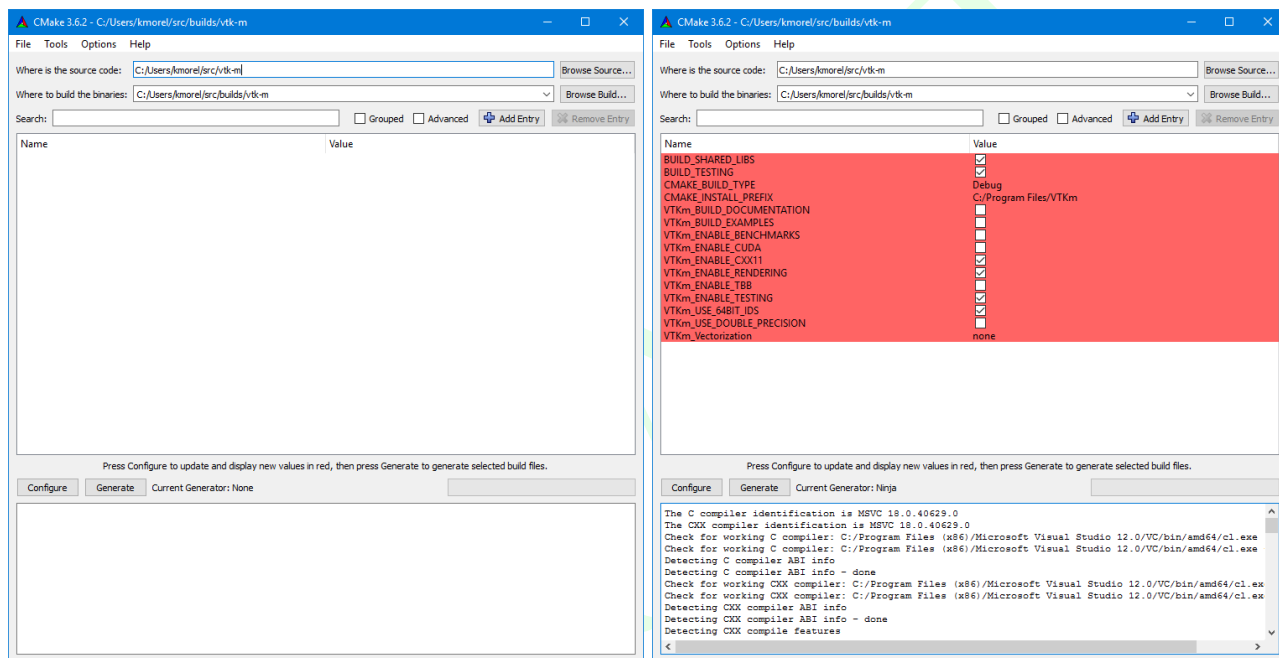 CMake 3.6.2 - C:/Users/kmorel/src/builds/vtk-m
File Tools Options Help
Where is the source code: C:/Users/kmorel/src/vtk-m Browse Source...
Where to build the binaries: C:/Users/kmorel/src/builds/vtk-m Browse Build...
Search: Grouped Advanced Add Entry Remove Entry
Name Value
Press Configure to update and display new values in red, then press Generate to generate selected build files.
Configure Generate Current Generator: None
CMake 3.6.2 - C:/Users/kmorel/src/builds/vtk-m
File Tools Options Help
Where is the source code: C:/Users/kmorel/src/vtk-m Browse Source...
Where to build the binaries: C:/Users/kmorel/src/builds/vtk-m Browse Build...
Search: Grouped Advanced Add Entry Remove Entry
Name Value
BUILD_SHARED_LIBS
BUILD_TESTING
CMAKE_BUILD_TYPE Debug
CMAKE_INSTALL_PREFIX C:/Program Files/VTKm
VTKm_BUILD_DOCUMENTATION
VTKm_BUILD_EXAMPLES
VTKm_ENABLE_BENCHMARKS
VTKm_ENABLE_CUDA
VTKm_ENABLE_CXX11
VTKm_ENABLE_RENDERING
VTKm_ENABLE_TBB
VTKm_ENABLE_TESTING
VTKm_USE_64BIT_IDS
VTKm_USE_DOUBLE_PRECISION
VTKm_Vectorization none
Press Configure to update and display new values in red, then press Generate to generate selected build files.
Configure Generate Current Generator: Ninja
The C compiler identification is MSVC 18.0.40629.0
The CXX compiler identification is MSVC 18.0.40629.0
Check for working C compiler: C:/Program Files (x86)/Microsoft Visual Studio 12.0/VC/bin/amd64/cl.exe
Check for working C compiler: C:/Program Files (x86)/Microsoft Visual Studio 12.0/VC/bin/amd64/cl.exe
Detecting C compiler ABI info
Detecting C compiler ABI info - done
Check for working CXX compiler: C:/Program Files (x86)/Microsoft Visual Studio 12.0/VC/bin/amd64/cl.ex
Check for working CXX compiler: C:/Program Files (x86)/Microsoft Visual Studio 12.0/VC/bin/amd64/cl.ex
Detecting CXX compiler ABI info
Detecting CXX compiler ABI info - done
Detecting CXX compile features